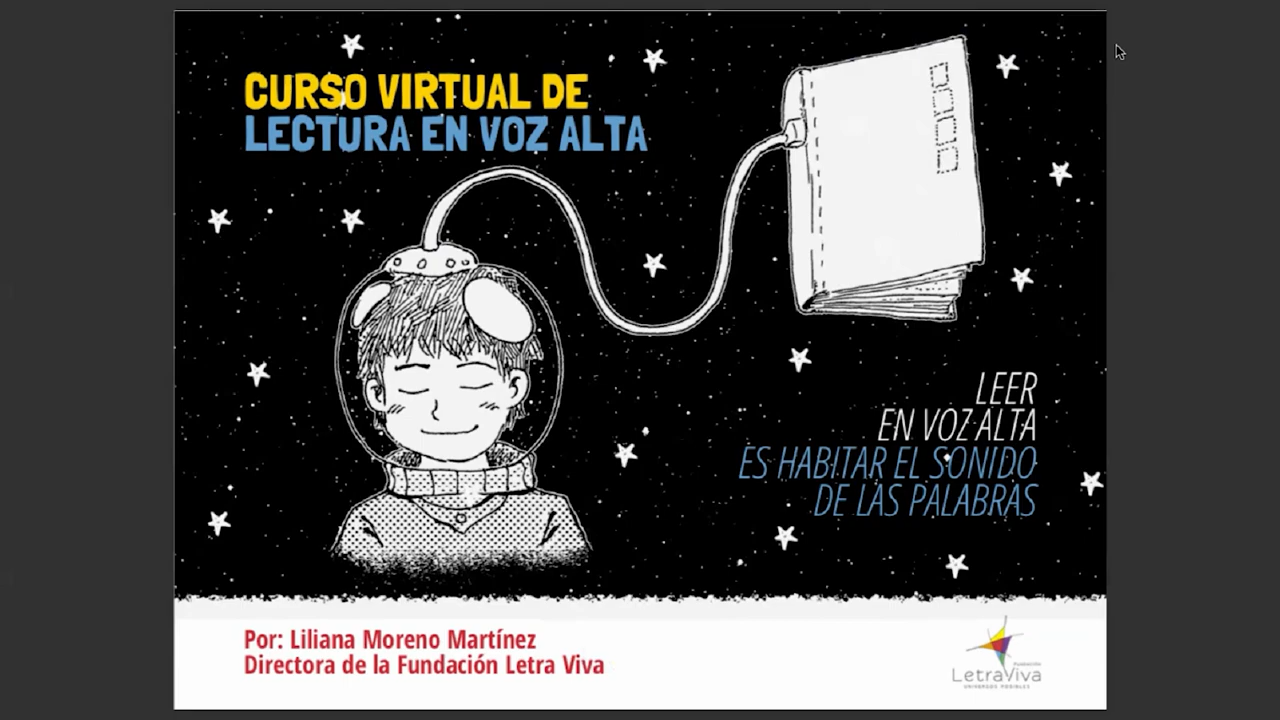 CURSO VIRTUAL DE
LECTURA EN VOZ ALTA
LEER
EN VOZ ALTA
ES HABITAR EL SONIDO
DE LAS PALABRAS
Por: Liliana Moreno Martínez
Directora de la Fundación Letra Viva
Fundación
LetraViva